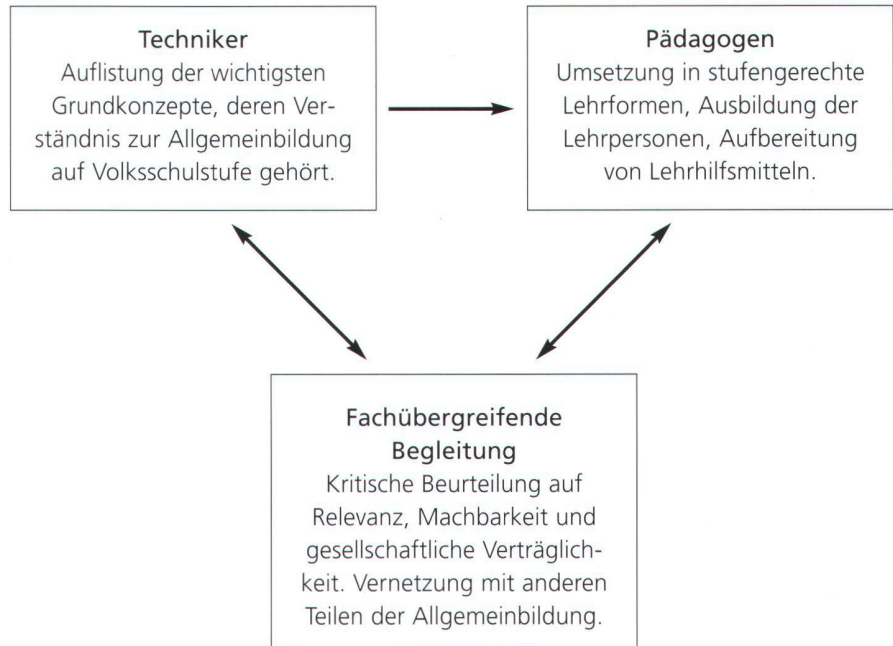 Techniker
Auflistung der wichtigsten
Grundkonzepte, deren Ver-
ständnis zur Allgemeinbildung
auf Volksschulstufe gehört.
Pädagogen
Umsetzung in stufengerechte
Lehrformen, Ausbildung der
Lehrpersonen, Aufbereitung
von Lehrhilfsmitteln.
Fachübergreifende
Begleitung
Kritische Beurteilung auf
Relevanz, Machbarkeit und
gesellschaftliche Verträglich-
keit. Vernetzung mit anderen
Teilen der Allgemeinbildung.